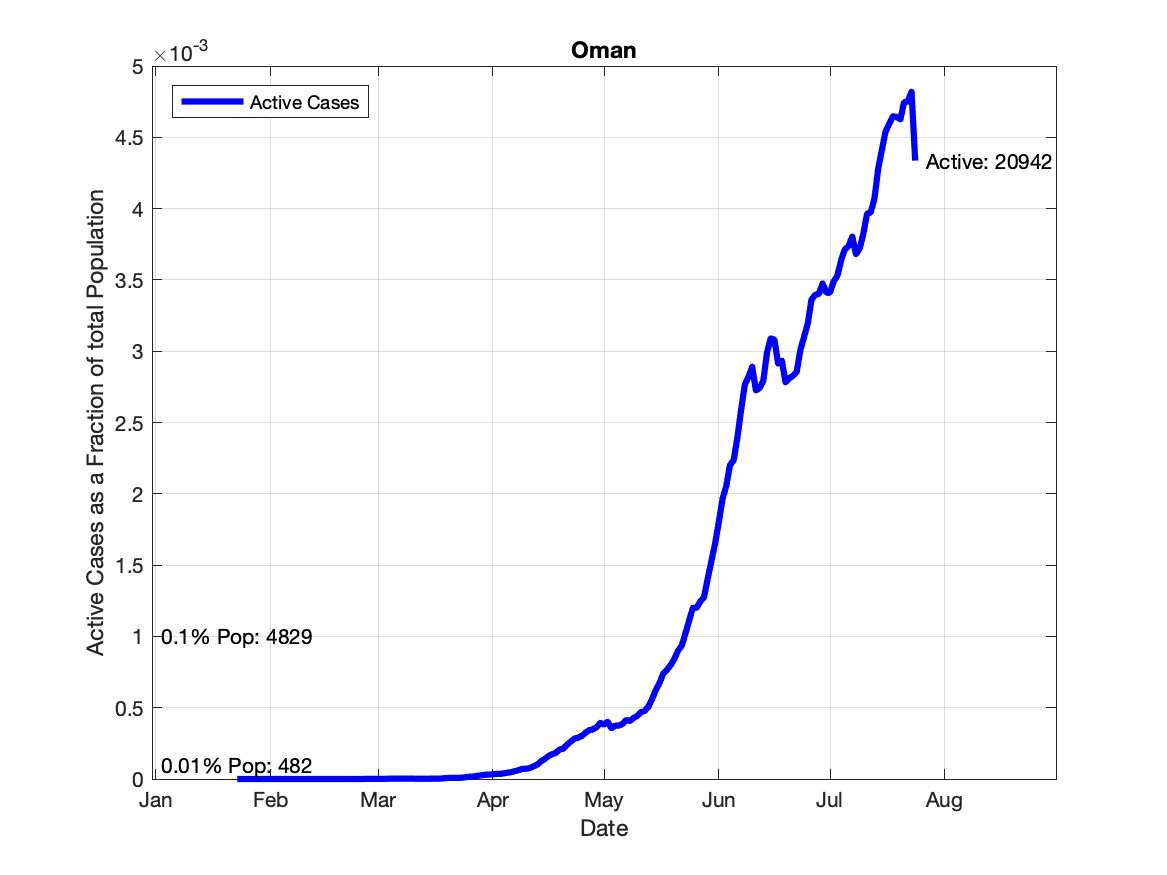 Oman
×10-3
Active Cases
5
4.5
4
3.5
3
2.5
2
1.5
1
0.5
0
Active Cases as a Fraction of total Population
Active: 20942
0.1% Pop: 4829
0.01% Pop: 482
Jan Feb Mar Apr May Jun Jul Aug
Date